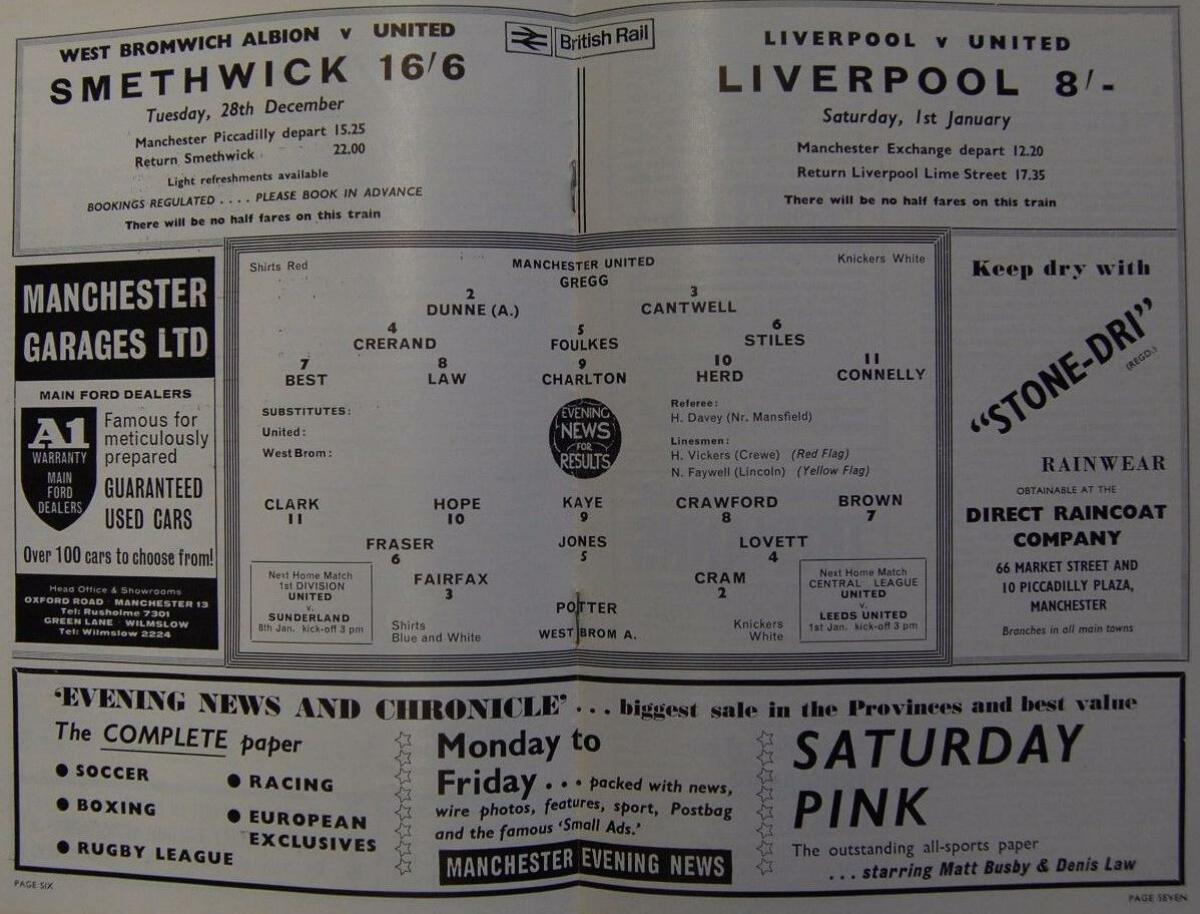 WEST BROMWICH ALBION v UNITED
SMETHWICK 16/6
Tuesday, 28th December
Manchester Piccadilly depart 15.25
Return Smethwick 22.00
Light refreshments available
BOOKINGS REGULATED .... PLEASE BOOK IN ADVANCE
There will be no half fares on this train
British Rail
LIVERPOOL v UNITED
LIVERPOOL 8/-
Saturday, 1st January
Manchester Exchange depart 12.20
Return Liverpool Lime Street 17.35
There will be no half fares on this train
MANCHESTER
GARAGES LTD
MAIN FORD DEALERS
A1
WARRANTY
MAIN
FORD
DEALERS
Famous for
meticulously
prepared
GUARANTEED
USED CARS
Over 100 cars to choose from!
Head Office & Showrooms
OXFORD ROAD · MANCHESTER 13
Tel: Rusholme 7301
GREEN LANE · WILMSLOW
Tel: Wilmslow 2224
Shirts Red
MANCHESTER UNITED
Knickers White
GREGG
2 3
DUNNE (A.) CANTWELL
4 5 6
CRERAND FOULKES STILES
7 8 9 10 11
BEST LAW CHARLTON HERD CONNELLY
SUBSTITUTES:
United:
West Brom:
EVENING
NEWS
FOR
RESULTS
Referee:
H. Davey (Nr. Mansfield)
Linesmen:
H. Vickers (Crewe) (Red Flag)
N. Faywell (Lincoln) (Yellow Flag)
CLARK HOPE KAYE CRAWFORD BROWN
11 10 9 8 7
FRASER JONES LOVETT
6 5 4
FAIRFAX CRAM
3 2
POTTER
WEST BROM A.
Shirts
Blue and White
Knickers
White
Next Home Match
1st DIVISION
UNITED
v.
SUNDERLAND
8th Jan. kick-off 3 pm
Next Home Match
CENTRAL LEAGUE
UNITED
v.
LEEDS UNITED
1st Jan. kick-off 3 pm
Keep dry with
"STONE-DRI"
(REGD.)
RAINWEAR
OBTAINABLE AT THE
DIRECT RAINCOAT
COMPANY
66 MARKET STREET AND
10 PICCADILLY PLAZA,
MANCHESTER
Branches in all main towns
'EVENING NEWS AND CHRONICLE' ... biggest sale in the Provinces and best value
The COMPLETE paper
● SOCCER
● BOXING
● RUGBY LEAGUE
● RACING
● EUROPEAN
EXCLUSIVES
Monday to
Friday ... packed with news,
wire photos, features, sport, Postbag
and the famous 'Small Ads.'
MANCHESTER EVENING NEWS
SATURDAY
PINK
The outstanding all-sports paper
... starring Matt Busby & Denis Law
PAGE SIX
PAGE SEVEN